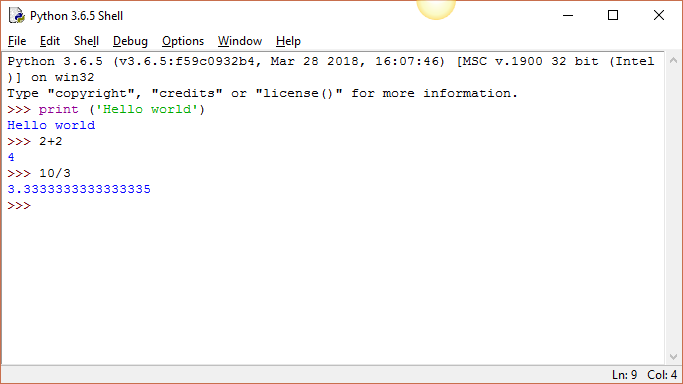 Python 3.6.5 Shell
File Edit Shell Debug Options Window Help
Python 3.6.5 (v3.6.5:f59c0932b4, Mar 28 2018, 16:07:46) [MSC v.1900 32 bit (Intel
)] on win32
Type "copyright", "credits" or "license()" for more information.
>>> print ('Hello world')
Hello world
>>> 2+2
4
>>> 10/3
3.3333333333333335
>>>
Ln: 9 Col: 4